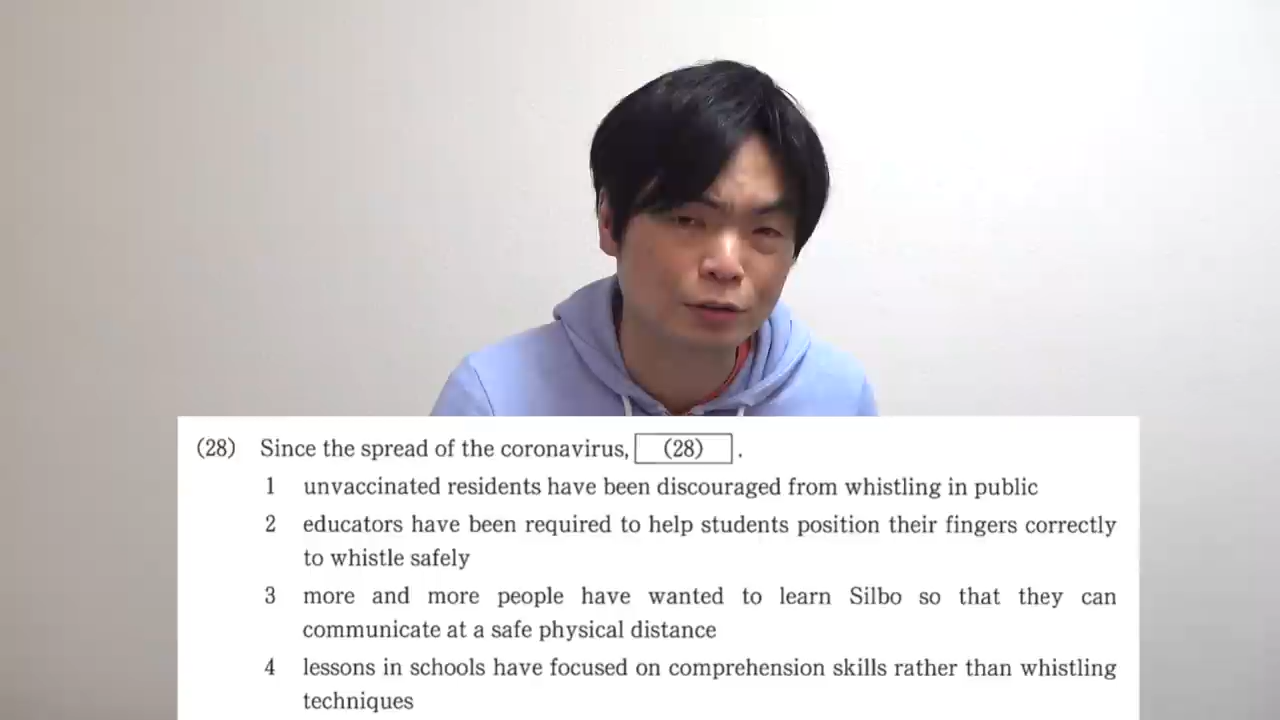 (28) Since the spread of the coronavirus, (28) .
1 unvaccinated residents have been discouraged from whistling in public
2 educators have been required to help students position their fingers correctly
to whistle safely
3 more and more people have wanted to learn Silbo so that they can
communicate at a safe physical distance
4 lessons in schools have focused on comprehension skills rather than whistling
techniques